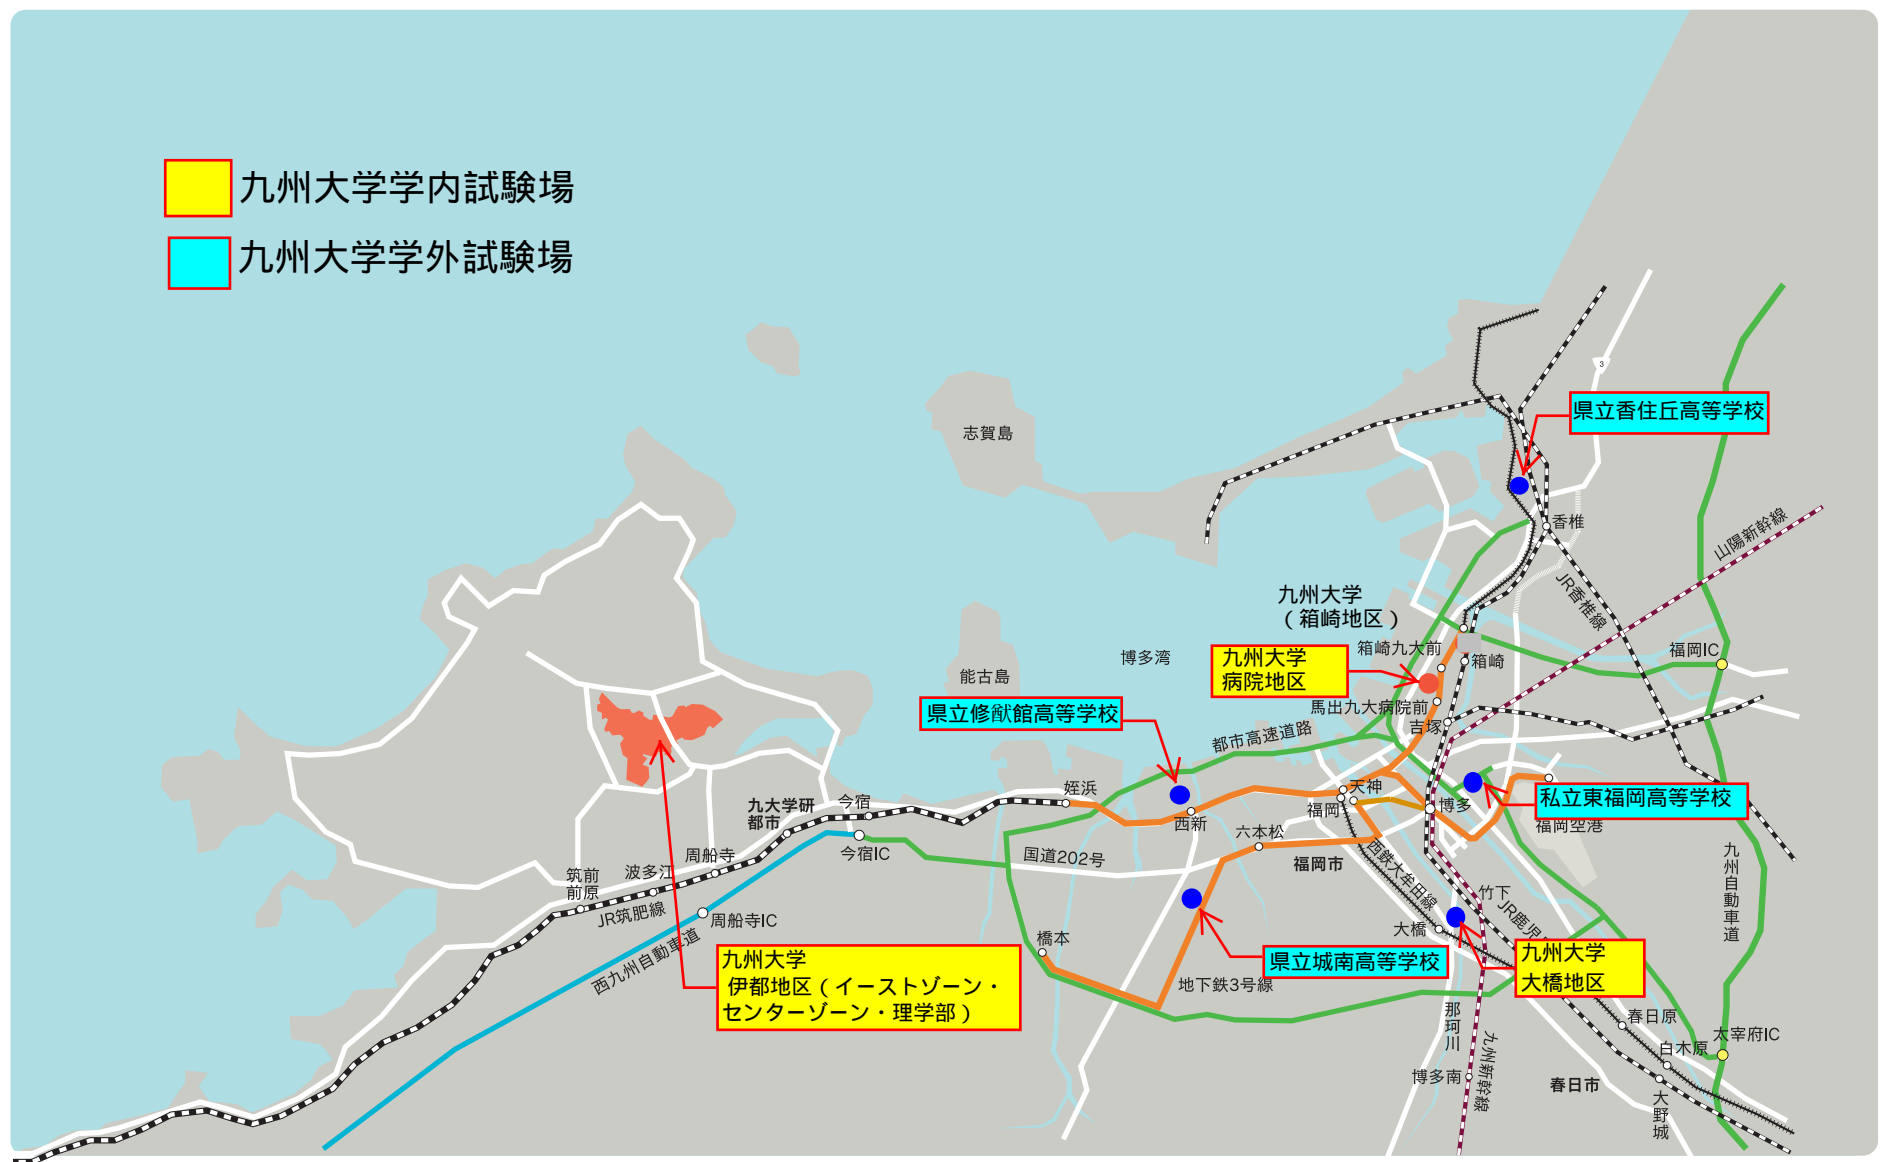 九州大学学内試験場
九州大学学外試験場
志賀島
3
県立香住丘高等学校
香椎
山陽新幹線
JR香椎線
九州大学
（箱崎地区）
箱崎九大前
箱崎
福岡IC
博多湾
能古島
九州大学
病院地区
馬出九大病院前
吉塚
県立修猷館高等学校
都市高速道路
姪浜
西新
天神
福岡
博多
私立東福岡高等学校
福岡空港
六本松
福岡市
九大学研
都市
今宿
今宿IC
国道202号
周船寺
波多江
筑前
前原
JR筑肥線
周船寺IC
西九州自動車道
西鉄大牟田線
竹下
JR鹿児
九州自動車道
大橋
橋本
九州大学
伊都地区（イーストゾーン・
センターゾーン・理学部）
県立城南高等学校
九州大学
大橋地区
地下鉄3号線
那珂川
春日原
太宰府IC
白木原
博多南
九州新幹線
春日市
大野城